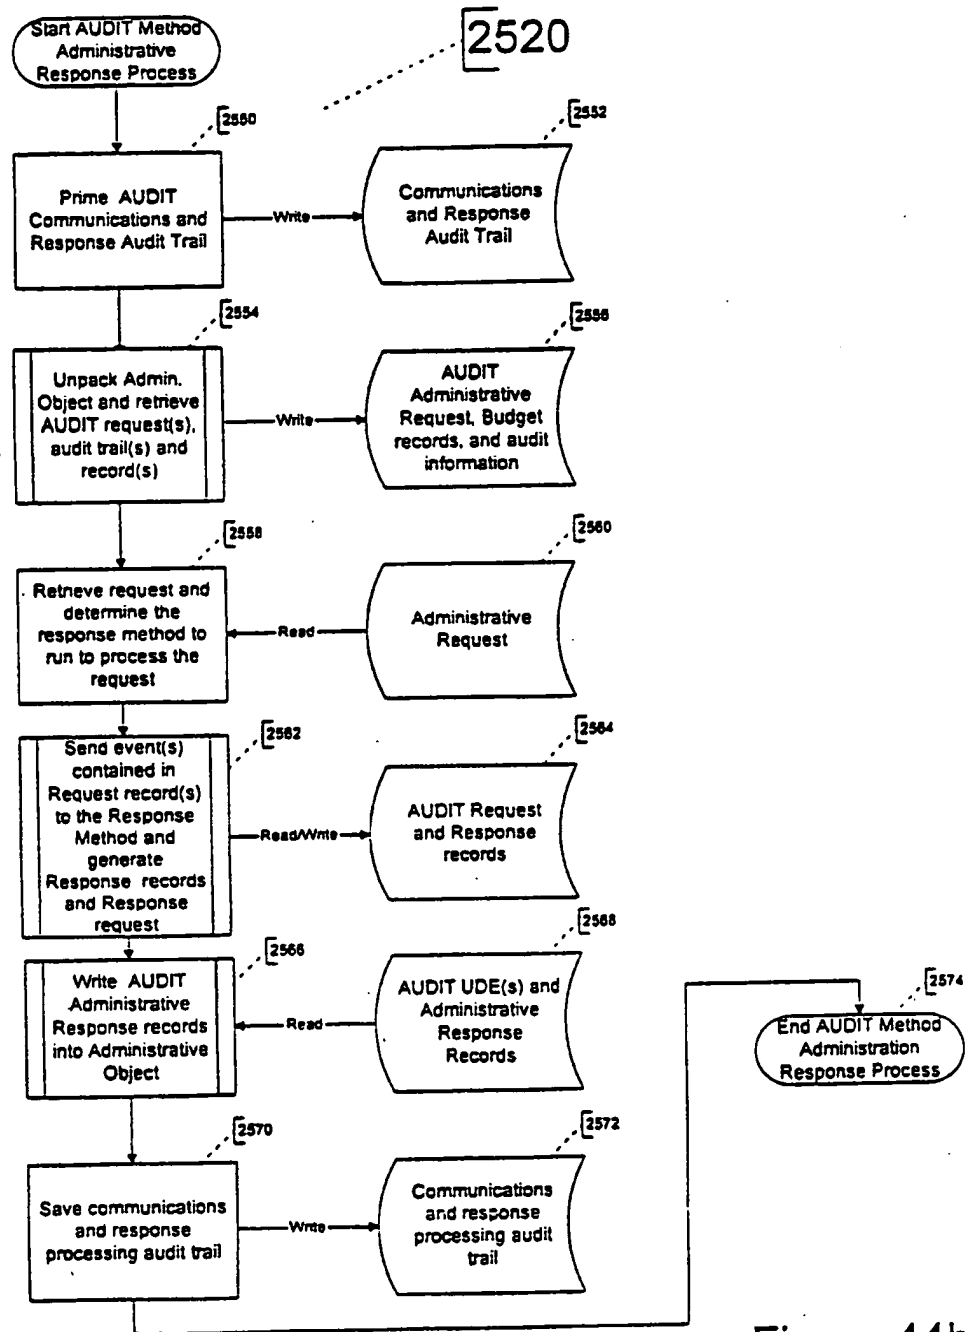 Start AUDIT Method
Administrative
Response Process
2520
2550
2552
Prime AUDIT
Communications and
Response Audit Trail
Write
Communications
and Response
Audit Trail
2554
2556
Unpack Admin.
Object and retrieve
AUDIT request(s),
audit trail(s) and
record(s)
Write
AUDIT
Administrative
Request, Budget
records, and audit
information
2558
2560
Retrieve request and
determine the
response method to
run to process the
request
Read
Administrative
Request
2562
2564
Send event(s)
contained in
Request record(s)
to the Response
Method and
generate
Response records
and Response
request
Read/Write
AUDIT Request
and Response
records
2566
2568
Write AUDIT
Administrative
Response records
into Administrative
Object
Read
AUDIT UDE(s) and
Administrative
Response
Records
2574
End AUDIT Method
Administration
Response Process
2570
2572
Save communications
and response
processing audit trail
Write
Communications
and response
processing audit
trail
Figure 44b